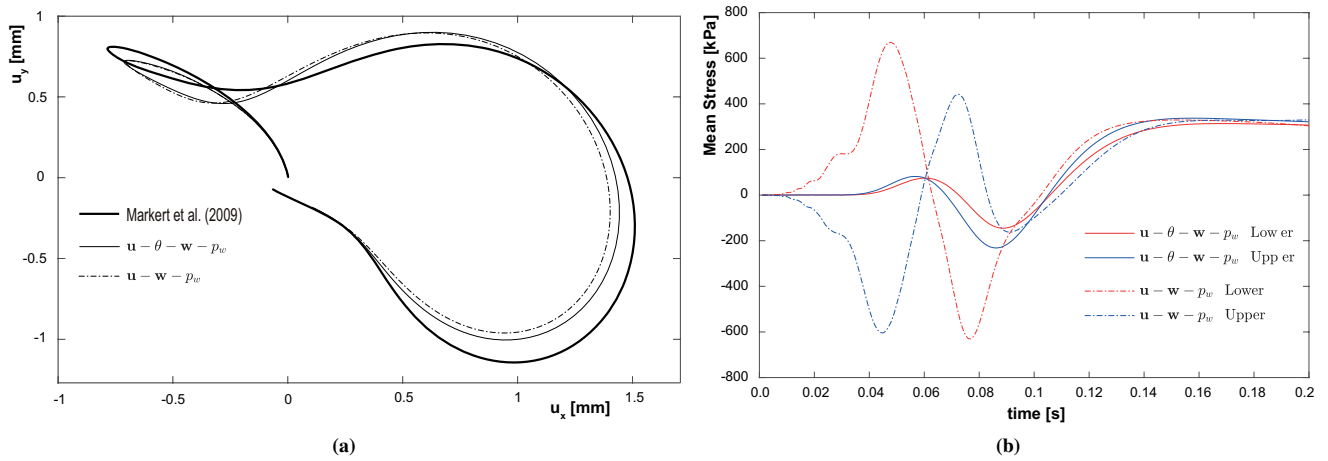 1
0.5
0
-0.5
-1
u_y [mm]
-1
-0.5
0
0.5
1
1.5
u_x [mm]
Markert et al. (2009)
u − θ − w − p_w
u − w − p_w
(a)
800
600
400
200
0
-200
-400
-600
-800
Mean Stress [kPa]
0.0
0.02
0.04
0.06
0.08
0.1
0.12
0.14
0.16
0.18
0.2
time [s]
u − θ − w − p_w Low er
u − θ − w − p_w Upp er
u − w − p_w Lower
u − w − p_w Upper
(b)